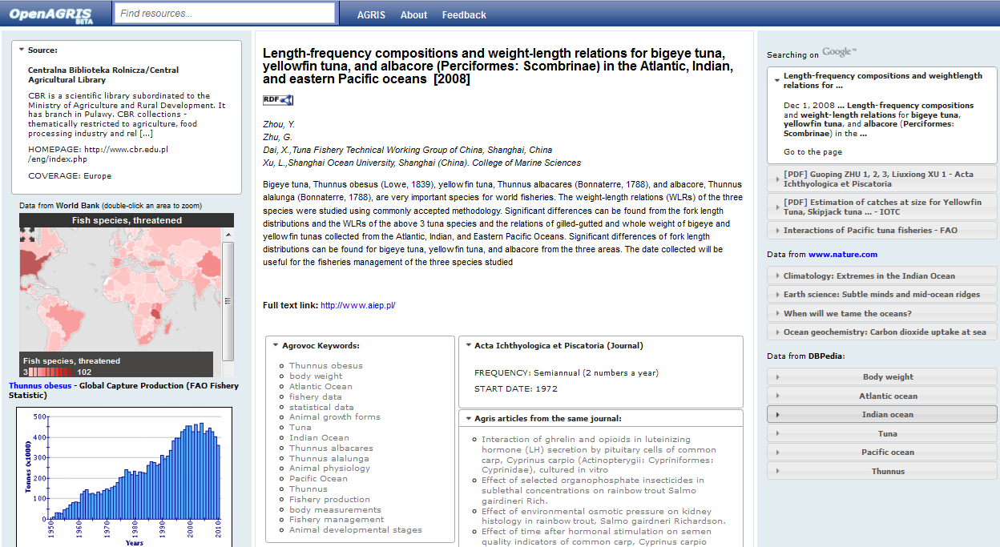 OpenAGRIS
BETA
Find resources...
AGRIS About Feedback
Source:
Centralna Biblioteka Rolnicza/Central
Agricultural Library
CBR is a scientific library subordinated to the
Ministry of Agriculture and Rural Development. It
has branch in Pulawy. CBR collections -
thematically restricted to agriculture, food
processing industry and rel [...]
HOMEPAGE: http://www.cbr.edu.pl
/eng/index.php
COVERAGE: Europe
Data from World Bank (double-click an area to zoom)
Fish species, threatened
Fish species, threatened
3 102
Thunnus obesus - Global Capture Production (FAO Fishery
Statistic)
500
400
300
200
100
0
Tonnes (x1000)
1950 1960 1970 1980 1990 2000 2010
Years
Length-frequency compositions and weight-length relations for bigeye tuna,
yellowfin tuna, and albacore (Perciformes: Scombrinae) in the Atlantic, Indian,
and eastern Pacific oceans [2008]
RDF
Zhou, Y.
Zhu, G.
Dai, X.,Tuna Fishery Technical Working Group of China, Shanghai, China
Xu, L.,Shanghai Ocean University, Shanghai (China). College of Marine Sciences
Bigeye tuna, Thunnus obesus (Lowe, 1839), yellowfin tuna, Thunnus albacares (Bonnaterre, 1788), and albacore, Thunnus
alalunga (Bonnaterre, 1788), are very important species for world fisheries. The weight-length relations (WLRs) of the three
species were studied using commonly accepted methodology. Significant differences can be found from the fork length
distributions and the WLRs of the above 3 tuna species and the relations of gilled-gutted and whole weight of bigeye and
yellowfin tunas collected from the Atlantic, Indian, and Eastern Pacific Oceans. Significant differences of fork length
distributions can be found for bigeye tuna, yellowfin tuna, and albacore from the three areas. The date collected will be
useful for the fisheries management of the three species studied
Full text link: http://www.aiep.pl/
Agrovoc Keywords:
Thunnus obesus
body weight
Atlantic Ocean
fishery data
statistical data
Animal growth forms
Tuna
Indian Ocean
Thunnus albacares
Thunnus alalunga
Animal physiology
Pacific Ocean
Thunnus
Fishery production
body measurements
Fishery management
Animal developmental stages
Acta Ichthyologica et Piscatoria (Journal)
FREQUENCY: Semiannual (2 numbers a year)
START DATE: 1972
Agris articles from the same journal:
Interaction of ghrelin and opioids in luteinizing
hormone (LH) secretion by pituitary cells of common
carp, Cyprinus carpio (Actinopterygii: Cypriniformes:
Cyprinidae), cultured in vitro
Effect of selected organophosphate insecticides in
sublethal concentrations on rainbow trout Salmo
gairdineri Rich.
Effect of environmental osmotic pressure on kidney
histology in rainbow trout, Salmo gairdneri Richardson.
Effect of time after hormonal stimulation on semen
quality indicators of common carp, Cyprinus carpio
Searching on Google™
Length-frequency compositions and weightlength
relations for ...
Dec 1, 2008 ... Length-frequency compositions
and weight-length relations for bigeye tuna,
yellowfin tuna, and albacore (Perciformes:
Scombrinae) in the ...
Go to the page
[PDF] Guoping ZHU 1, 2, 3, Liuxiong XU 1 - Acta
Ichthyologica et Piscatoria
[PDF] Estimation of catches at size for Yellowfin
Tuna, Skipjack tuna ... - IOTC
Interactions of Pacific tuna fisheries - FAO
Data from www.nature.com
Climatology: Extremes in the Indian Ocean
Earth science: Subtle minds and mid-ocean ridges
When will we tame the oceans?
Ocean geochemistry: Carbon dioxide uptake at sea
Data from DBPedia:
Body weight
Atlantic ocean
Indian ocean
Tuna
Pacific ocean
Thunnus